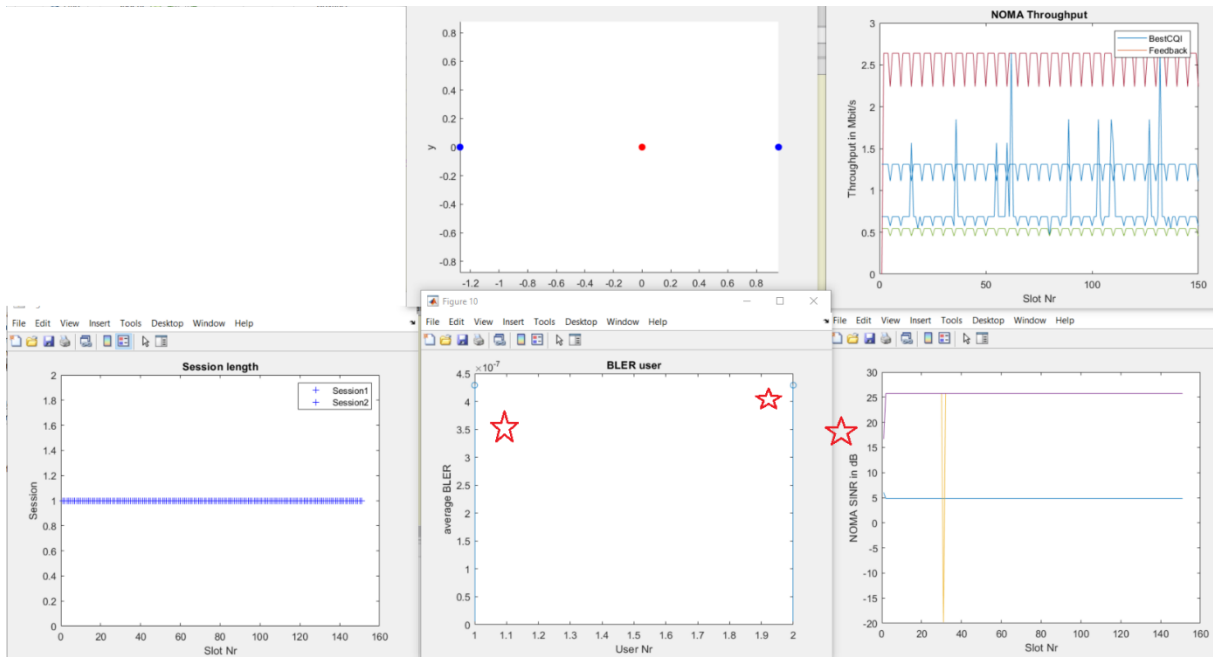 0.8
0.6
0.4
0.2
0
-0.2
-0.4
-0.6
-0.8
y
-1.2 -1 -0.8 -0.6 -0.4 -0.2 0 0.2 0.4 0.6 0.8
NOMA Throughput
BestCQI
Feedback
3
2.5
2
1.5
1
0.5
0
Throughput in Mbit/s
0 50 100 150
Slot Nr
File Edit View Insert Tools Desktop Window Help
Session length
Session1
Session2
2
1.8
1.6
1.4
1.2
1
0.8
0.6
0.4
0.2
0
Session
0 20 40 60 80 100 120 140 160
Slot Nr
Figure 10
File Edit View Insert Tools Desktop Window Help
BLER user
×10-7
4.5
4
3.5
3
2.5
2
1.5
1
0.5
0
average BLER
1 1.1 1.2 1.3 1.4 1.5 1.6 1.7 1.8 1.9 2
User Nr
File Edit View Insert Tools Desktop Window Help
30
25
20
15
10
5
0
-5
-10
-15
-20
NOMA SINR in dB
0 20 40 60 80 100 120 140 160
Slot Nr